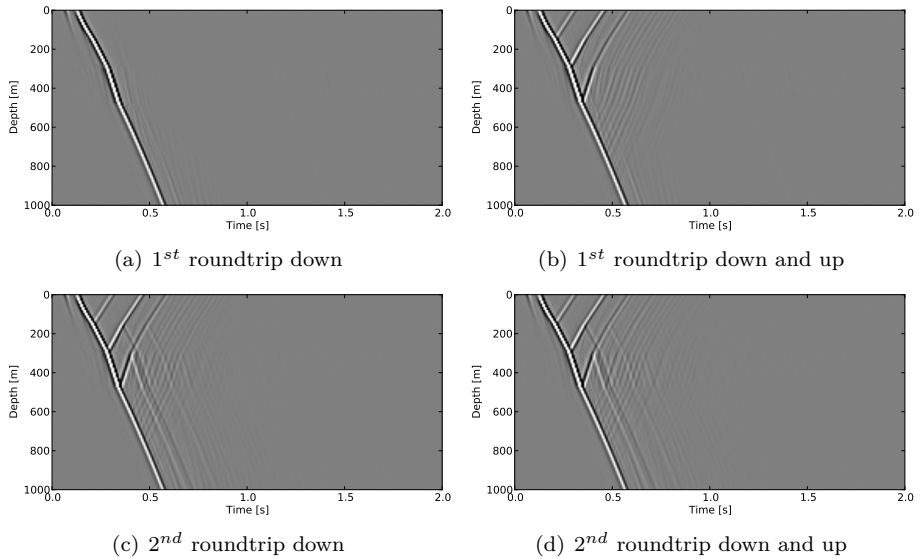 0
200
400
600
800
1000
Depth [m]
0.0 0.5 1.0 1.5 2.0
Time [s]
(a) 1st roundtrip down
0
200
400
600
800
1000
Depth [m]
0.0 0.5 1.0 1.5 2.0
Time [s]
(b) 1st roundtrip down and up
0
200
400
600
800
1000
Depth [m]
0.0 0.5 1.0 1.5 2.0
Time [s]
(c) 2nd roundtrip down
0
200
400
600
800
1000
Depth [m]
0.0 0.5 1.0 1.5 2.0
Time [s]
(d) 2nd roundtrip down and up